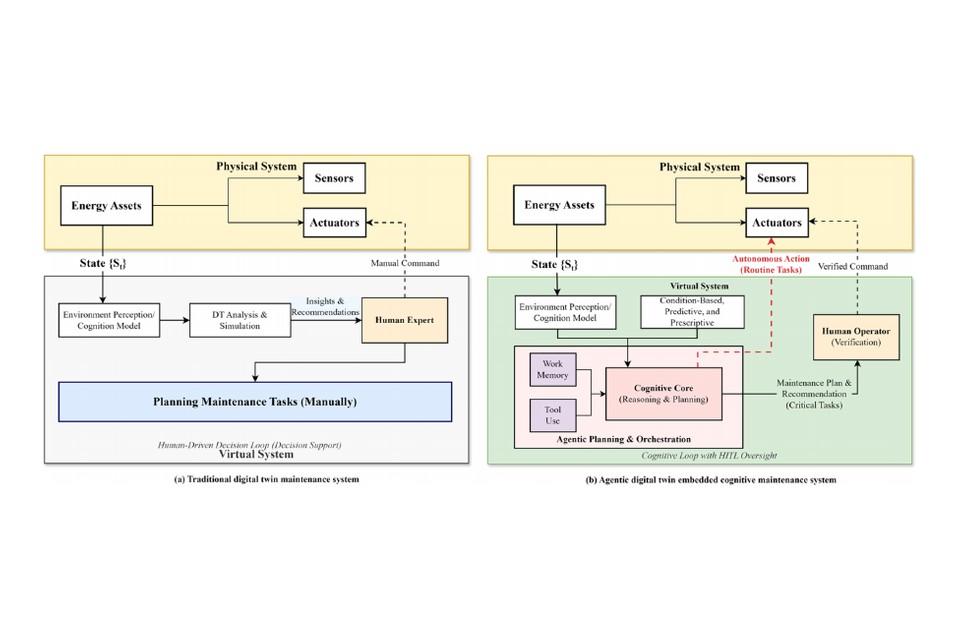 Physical System
Sensors
Energy Assets
Actuators
State {St}
Manual Command
Environment Perception/
Cognition Model
DT Analysis &
Simulation
Insights &
Recommendations
Human Expert
Planning Maintenance Tasks (Manually)
Human-Driven Decision Loop (Decision Support)
Virtual System
(a) Traditional digital twin maintenance system
Physical System
Sensors
Energy Assets
Actuators
State {St}
Autonomous Action
(Routine Tasks)
Verified Command
Virtual System
Environment Perception/
Cognition Model
Condition-Based,
Predictive, and
Prescriptive
Human Operator
(Verification)
Work
Memory
Tool
Use
Cognitive Core
(Reasoning & Planning)
Maintenance Plan &
Recommendation
(Critical Tasks)
Agentic Planning & Orchestration
Cognitive Loop with HITL Oversight
(b) Agentic digital twin embedded cognitive maintenance system